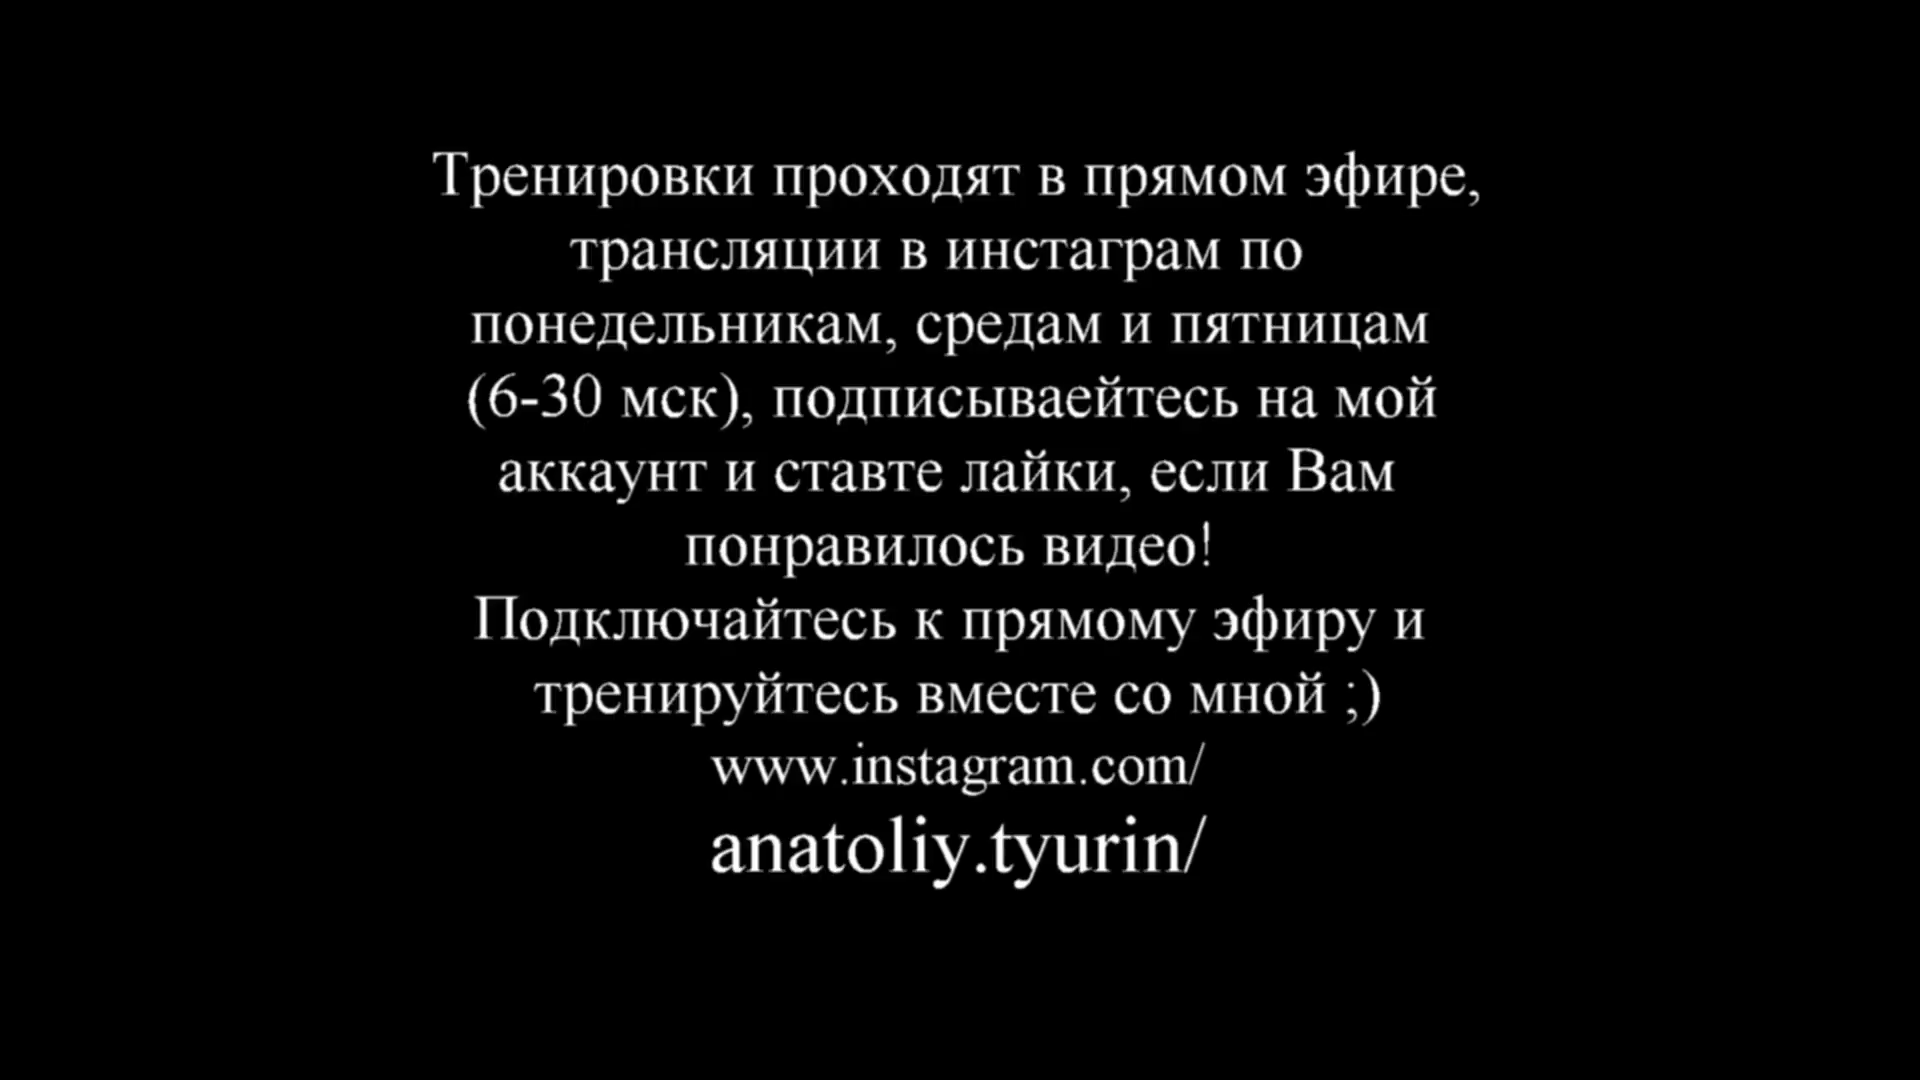 Тренировки проходят в прямом эфире,
трансляции в инстаграм по
понедельникам, средам и пятницам
(6-30 мск), подписываейтесь на мой
аккаунт и ставте лайки, если Вам
понравилось видео!
Подключайтесь к прямому эфиру и
тренируйтесь вместе со мной ;)
www.instagram.com/
anatoliy.tyurin/